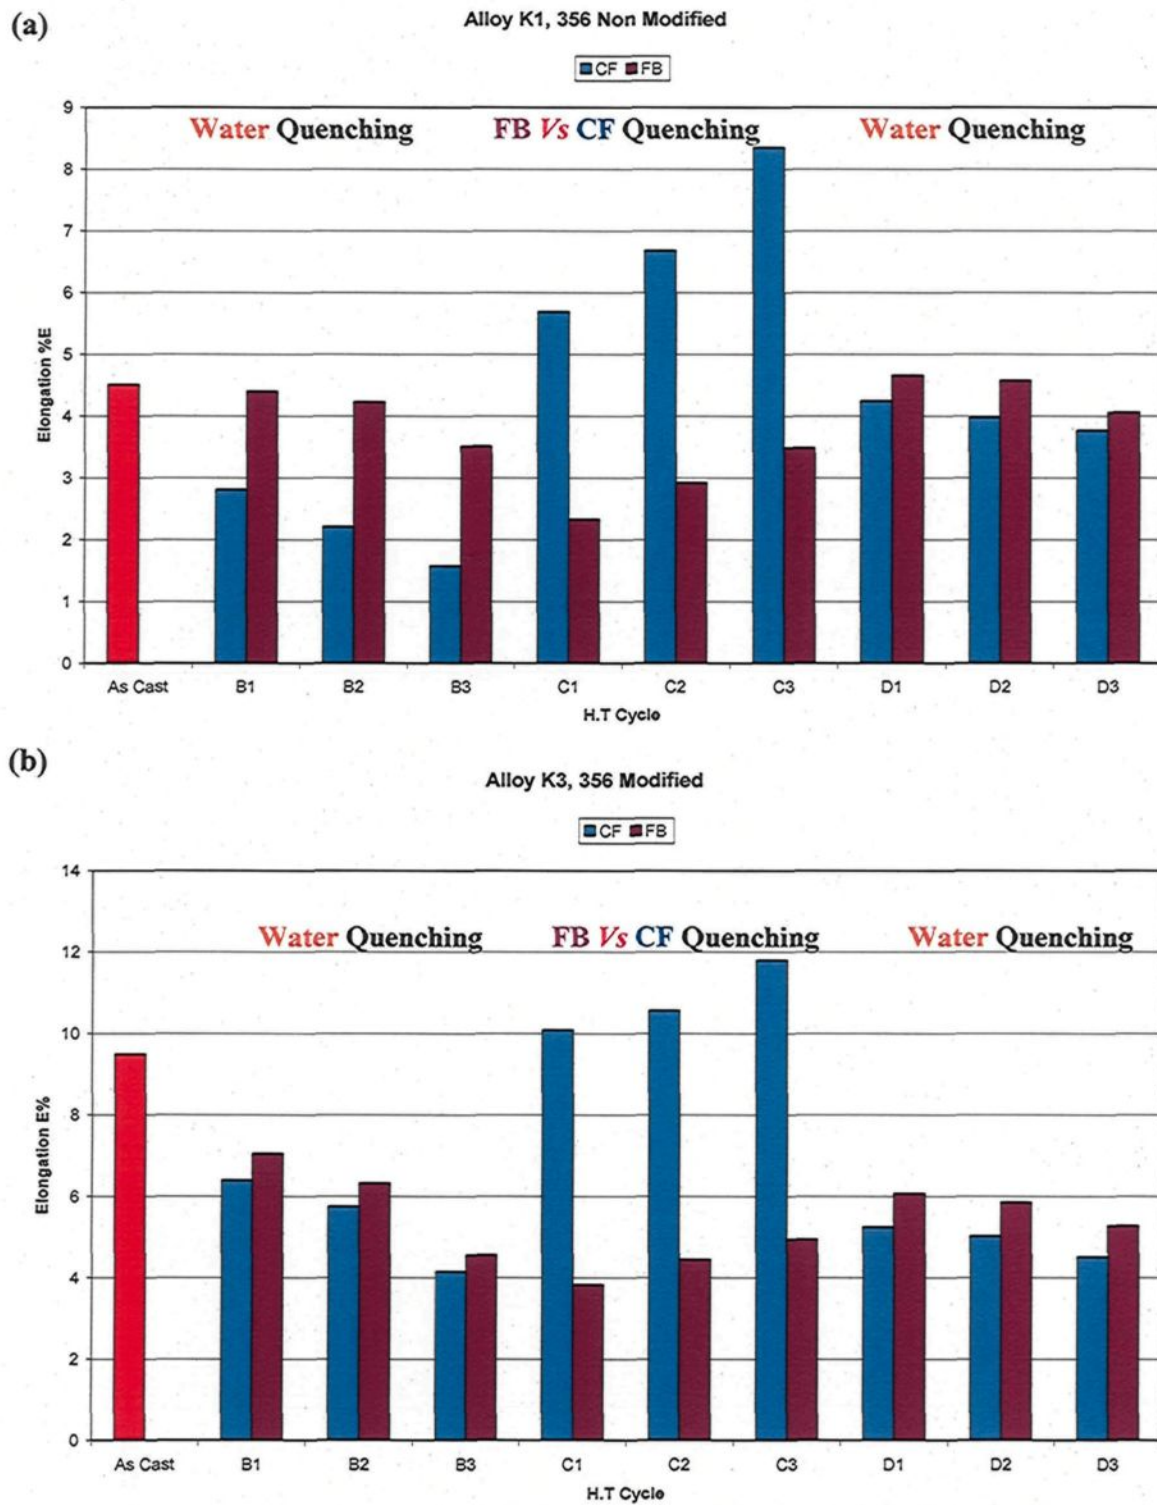 (a)
Alloy K1, 356 Non Modified
CF FB
9
Water Quenching FB Vs CF Quenching Water Quenching
8
7
6
5
4
3
2
1
0
Elongation %E
As Cast B1 B2 B3 C1 C2 C3 D1 D2 D3
H.T Cycle
(b)
Alloy K3, 356 Modified
CF FB
14
Water Quenching FB Vs CF Quenching Water Quenching
12
10
8
6
4
2
0
Elongation E%
As Cast B1 B2 B3 C1 C2 C3 D1 D2 D3
H.T Cycle